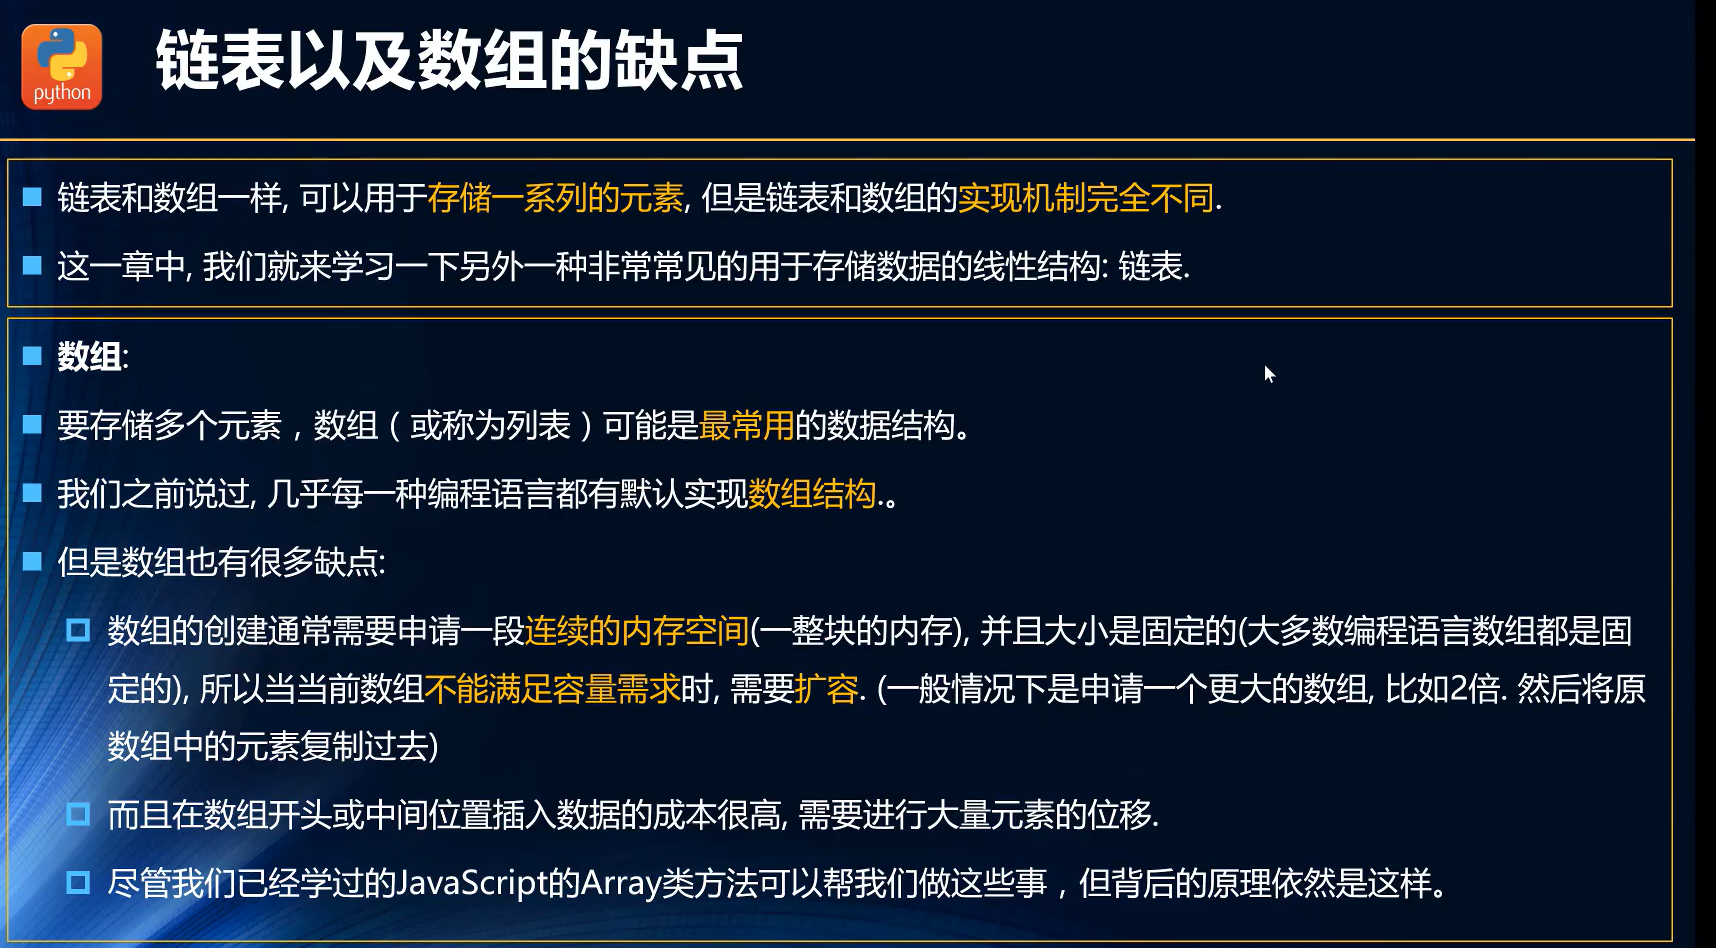 python
链表以及数组的缺点
链表和数组一样, 可以用于存储一系列的元素, 但是链表和数组的实现机制完全不同.
这一章中, 我们就来学习一下另外一种非常常见的用于存储数据的线性结构: 链表.
数组:
要存储多个元素，数组（或称为列表）可能是最常用的数据结构。
我们之前说过, 几乎每一种编程语言都有默认实现数组结构.。
但是数组也有很多缺点:
数组的创建通常需要申请一段连续的内存空间(一整块的内存), 并且大小是固定的(大多数编程语言数组都是固
定的), 所以当当前数组不能满足容量需求时, 需要扩容. (一般情况下是申请一个更大的数组, 比如2倍. 然后将原
数组中的元素复制过去)
而且在数组开头或中间位置插入数据的成本很高, 需要进行大量元素的位移.
尽管我们已经学过的JavaScript的Array类方法可以帮我们做这些事，但背后的原理依然是这样。